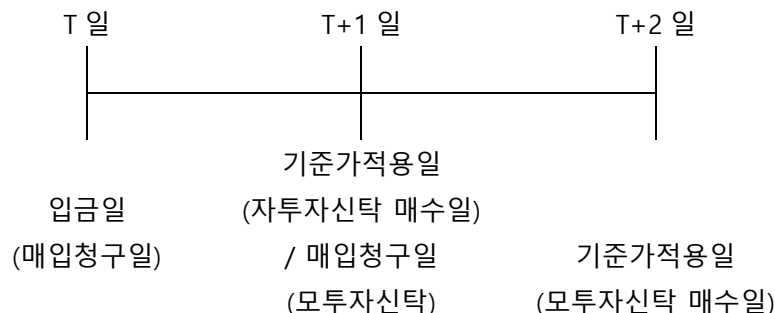 T 일 T+1 일 T+2 일
기준가적용일
입금일 (자투자신탁 매수일)
(매입청구일) / 매입청구일 기준가적용일
(모투자신탁) (모투자신탁 매수일)